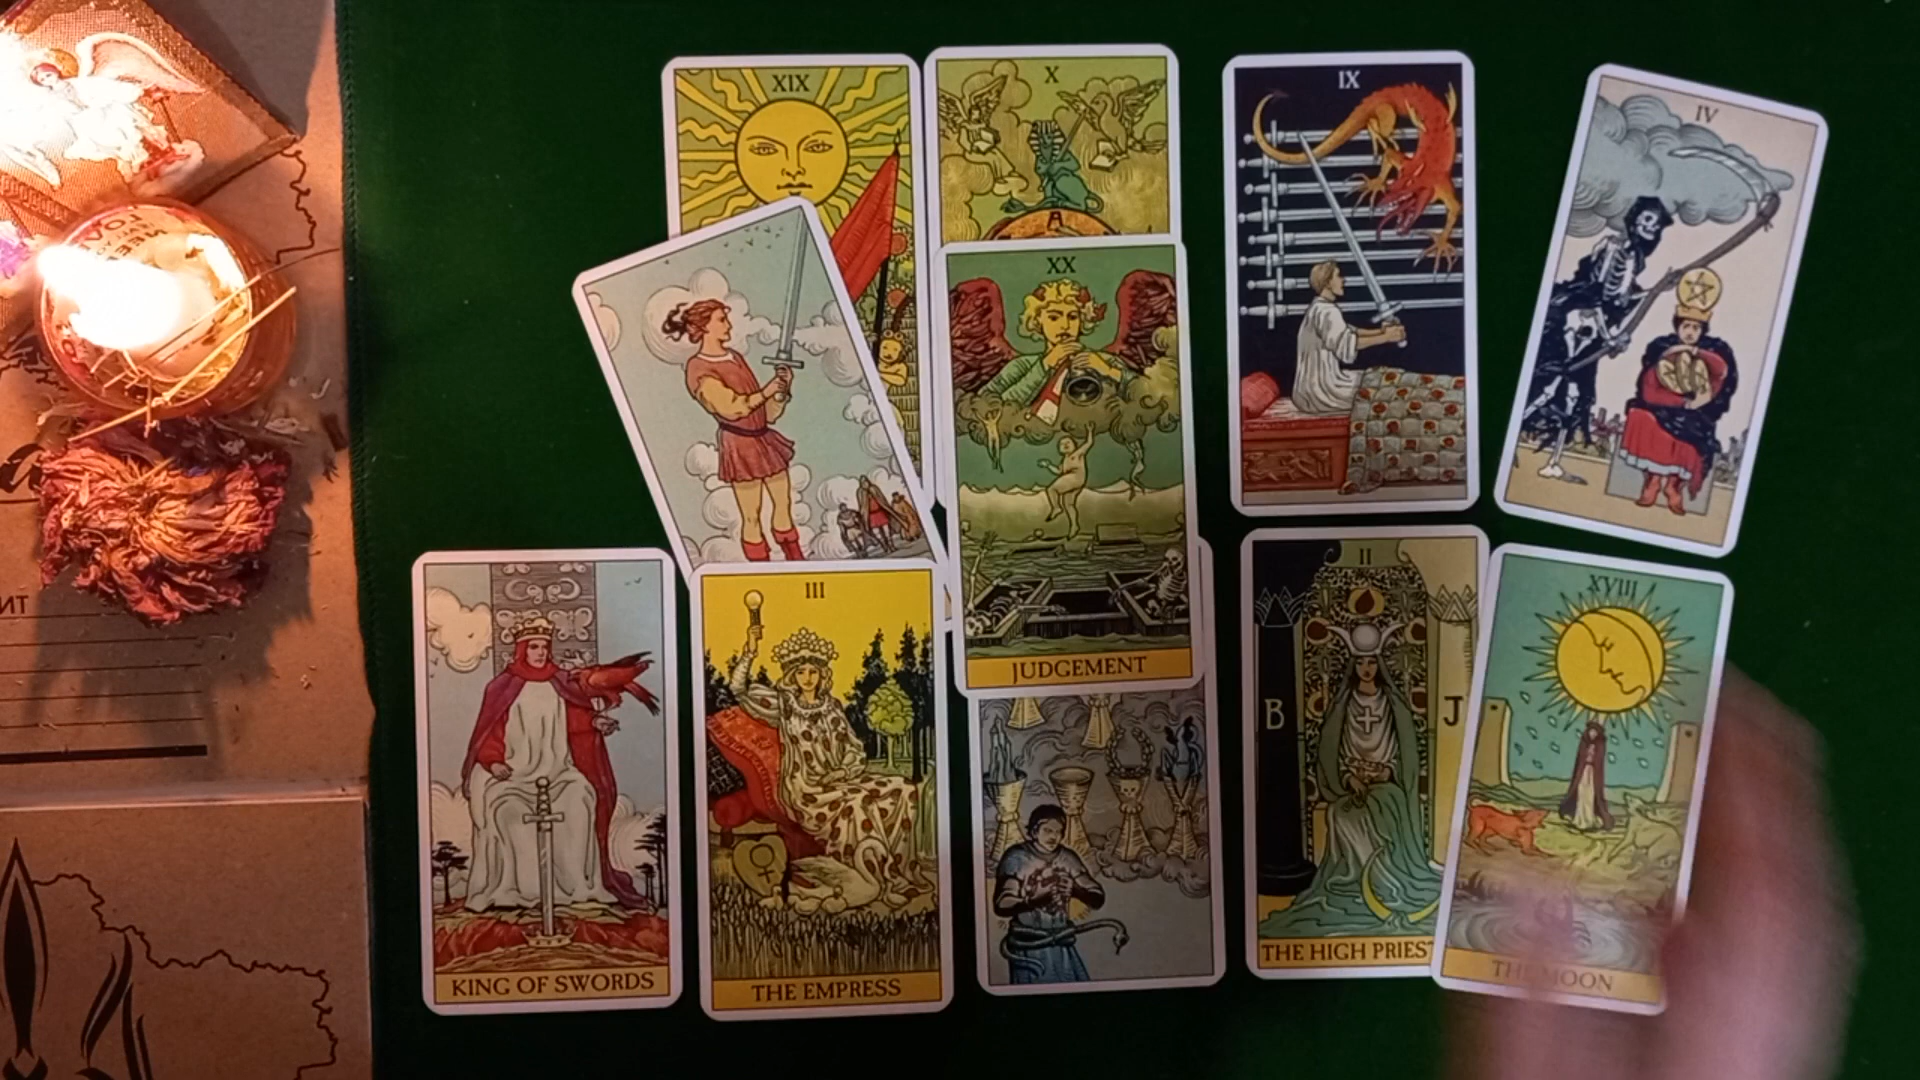 XIX
X
IX
IV
A
XX
JUDGEMENT
III
II
XVIII
B
J
KING OF SWORDS
THE EMPRESS
THE HIGH PRIEST
THE MOON